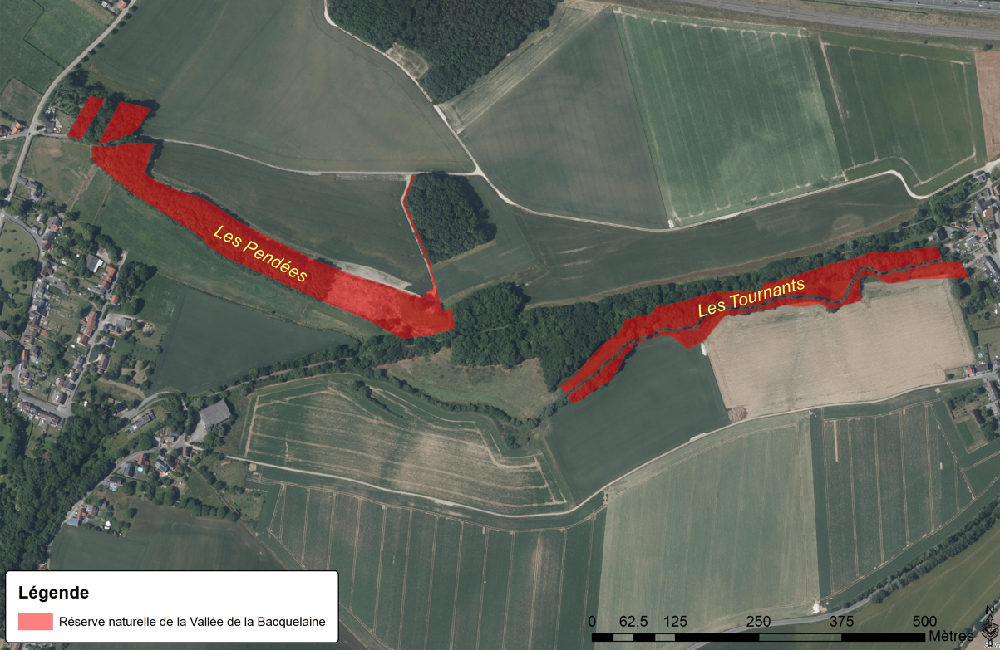 Les Pendées
Les Tournants
Légende
Réserve naturelle de la Vallée de la Bacquelaine
0 62,5 125 250 375 500
Mètres
N